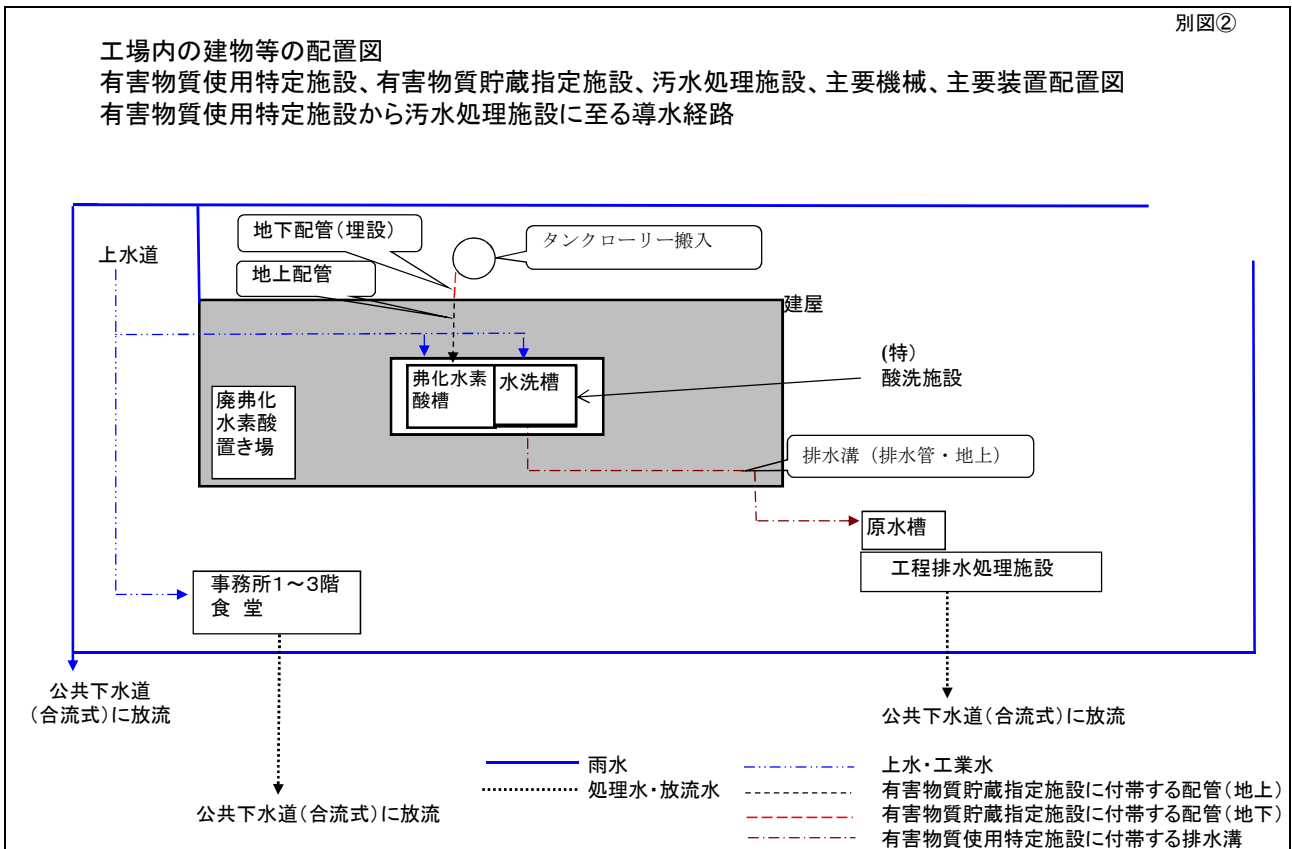 別図②
工場内の建物等の配置図
有害物質使用特定施設、有害物質貯蔵指定施設、汚水処理施設、主要機械、主要装置配置図
有害物質使用特定施設から汚水処理施設に至る導水経路
地下配管(埋設)
タンクローリー搬入
上水道
地上配管
建屋
(特)
酸洗施設
弗化水素
酸槽
水洗槽
廃弗化
水素酸
置き場
排水溝（排水管・地上）
原水槽
工程排水処理施設
事務所1～3階
食 堂
公共下水道
(合流式)に放流
公共下水道(合流式)に放流
雨水
処理水・放流水
公共下水道(合流式)に放流
上水・工業水
有害物質貯蔵指定施設に付帯する配管(地上)
有害物質貯蔵指定施設に付帯する配管(地下)
有害物質使用特定施設に付帯する排水溝